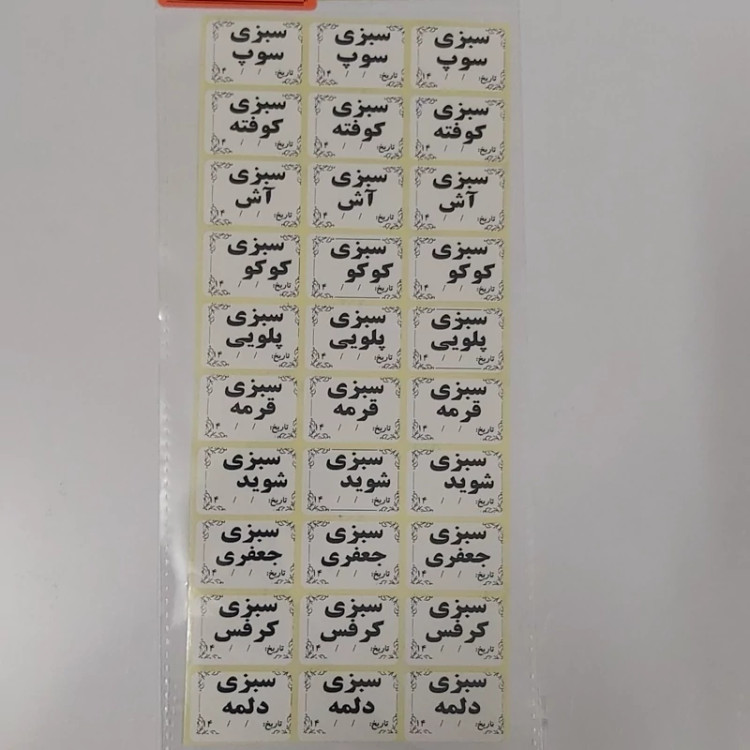 سبزی سبزی سبزی
سوپ سوپ سوپ
تاریخ: / / ۱۴ تاریخ: / / ۱۴ تاریخ: / / ۱۴
سبزی سبزی سبزی
کوفته کوفته کوفته
تاریخ: / / ۱۴ تاریخ: / / ۱۴ تاریخ: / / ۱۴
سبزی سبزی سبزی
آش آش آش
تاریخ: / / ۱۴ تاریخ: / / ۱۴ تاریخ: / / ۱۴
سبزی سبزی سبزی
کوکو کوکو کوکو
تاریخ: / / ۱۴ تاریخ: / / ۱۴ تاریخ: / / ۱۴
سبزی سبزی سبزی
پلویی پلویی پلویی
تاریخ: / / ۱۴ تاریخ: / / ۱۴ تاریخ: / / ۱۴
سبزی سبزی سبزی
قرمه قرمه قرمه
تاریخ: / / ۱۴ تاریخ: / / ۱۴ تاریخ: / / ۱۴
سبزی سبزی سبزی
شوید شوید شوید
تاریخ: / / ۱۴ تاریخ: / / ۱۴ تاریخ: / / ۱۴
سبزی سبزی سبزی
جعفری جعفری جعفری
تاریخ: / / ۱۴ تاریخ: / / ۱۴ تاریخ: / / ۱۴
سبزی سبزی سبزی
کرفس کرفس کرفس
تاریخ: / / ۱۴ تاریخ: / / ۱۴ تاریخ: / / ۱۴
سبزی سبزی سبزی
دلمه دلمه دلمه
تاریخ: / / ۱۴ تاریخ: / / ۱۴ تاریخ: / / ۱۴